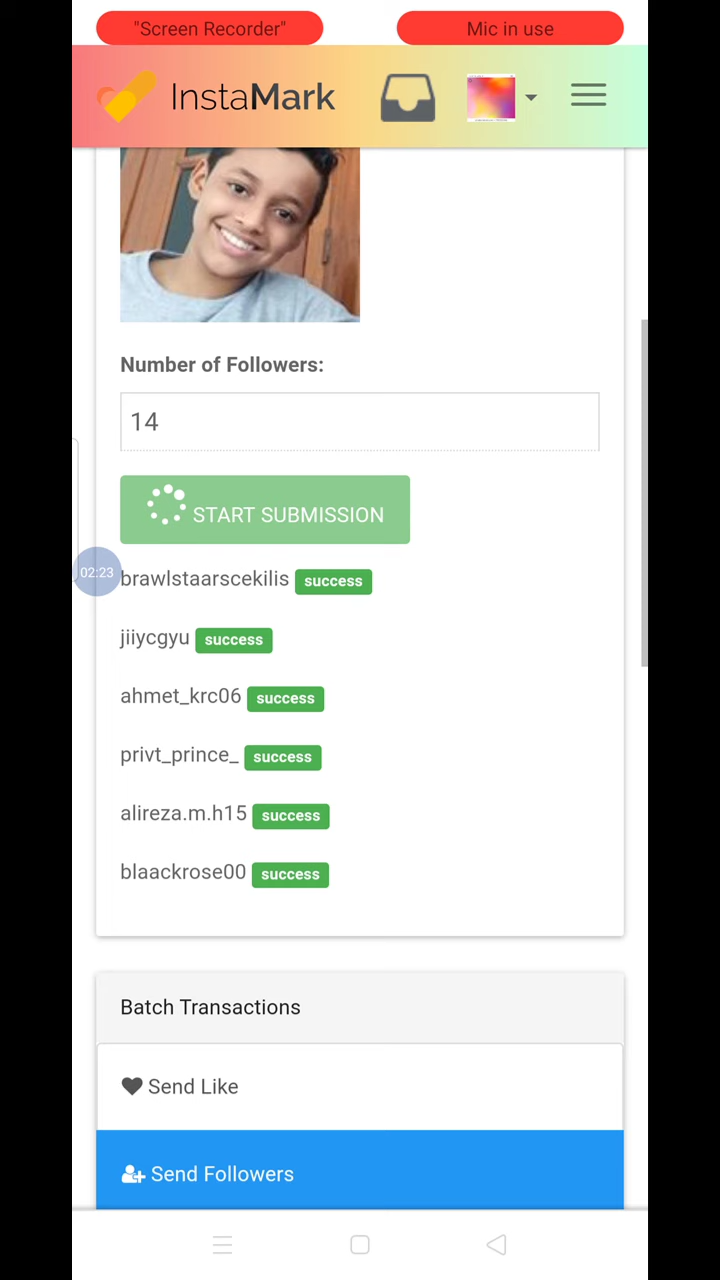 "Screen Recorder" Mic in use
InstaMark
Number of Followers:
14
START SUBMISSION
02:23
brawlstaarscekilis success
jiiycgyu success
ahmet_krc06 success
privt_prince_ success
alireza.m.h15 success
blaackrose00 success
Batch Transactions
Send Like
Send Followers